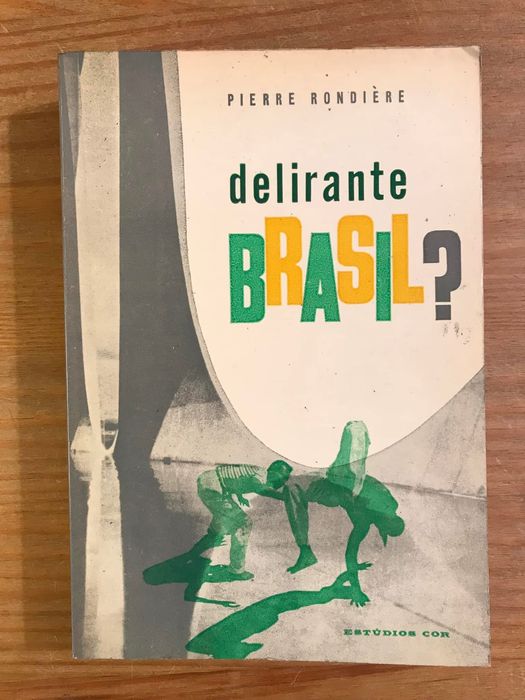 PIERRE RONDIÈRE
delirante
BRASIL?
ESTÚDIOS COR